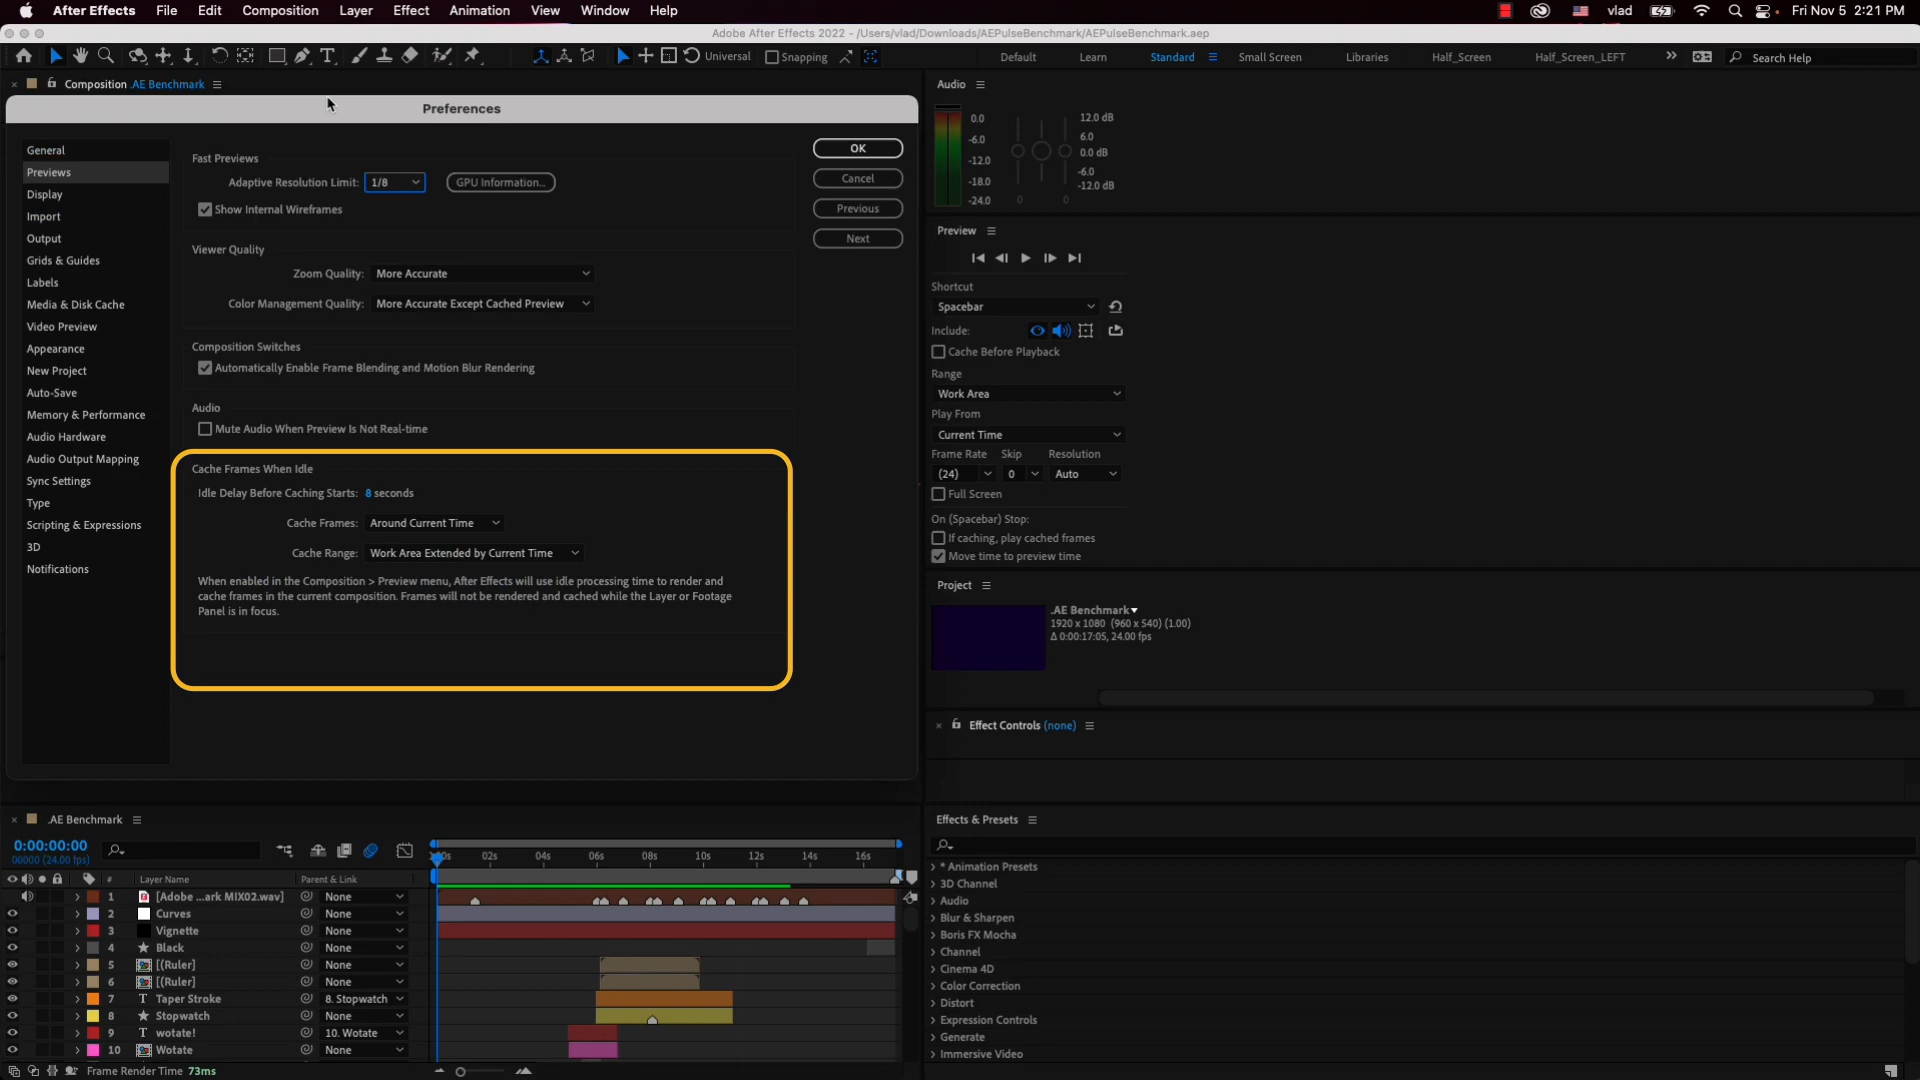 After Effects File Edit Composition Layer Effect Animation View Window Help vlad Fri Nov 5 2:21 PM
Adobe After Effects 2022 - /Users/vlad/Downloads/AEPulseBenchmark/AEPulseBenchmark.aep
Universal Snapping Default Learn Standard Small Screen Libraries Half_Screen Half_Screen_LEFT Search Help
Composition .AE Benchmark
Preferences
General
Previews
Display
Import
Output
Grids & Guides
Labels
Media & Disk Cache
Video Preview
Appearance
New Project
Auto-Save
Memory & Performance
Audio Hardware
Audio Output Mapping
Sync Settings
Type
Scripting & Expressions
3D
Notifications
Fast Previews
Adaptive Resolution Limit: 1/8 GPU Information...
Show Internal Wireframes
Viewer Quality
Zoom Quality: More Accurate
Color Management Quality: More Accurate Except Cached Preview
Composition Switches
Automatically Enable Frame Blending and Motion Blur Rendering
Audio
Mute Audio When Preview Is Not Real-time
Cache Frames When Idle
Idle Delay Before Caching Starts: 8 seconds
Cache Frames: Around Current Time
Cache Range: Work Area Extended by Current Time
When enabled in the Composition > Preview menu, After Effects will use idle processing time to render and
cache frames in the current composition. Frames will not be rendered and cached while the Layer or Footage
Panel is in focus.
OK
Cancel
Previous
Next
Audio
0.0
-6.0
-12.0
-18.0
-24.0
12.0 dB
6.0
0.0 dB
-6.0
-12.0 dB
0 0
Preview
Shortcut
Spacebar
Include:
Cache Before Playback
Range
Work Area
Play From
Current Time
Frame Rate Skip Resolution
(24) 0 Auto
Full Screen
On (Spacebar) Stop:
If caching, play cached frames
Move time to preview time
Project
.AE Benchmark
1920 x 1080 (960 x 540) (1.00)
Δ 0:00:17:05, 24.00 fps
Effect Controls (none)
.AE Benchmark
0:00:00:00
00000 (24.00 fps)
02s 04s 06s 08s 10s 12s 14s 16s
# Layer Name Parent & Link
1 [Adobe ...ark MIX02.wav] None
2 Curves None
3 Vignette None
4 Black None
5 [(Ruler] None
6 [(Ruler] None
7 T Taper Stroke 8. Stopwatch
8 Stopwatch None
9 T wotate! 10. Wotate
10 Wotate None
Frame Render Time 73ms
Effects & Presets
* Animation Presets
3D Channel
Audio
Blur & Sharpen
Boris FX Mocha
Channel
Cinema 4D
Color Correction
Distort
Expression Controls
Generate
Immersive Video